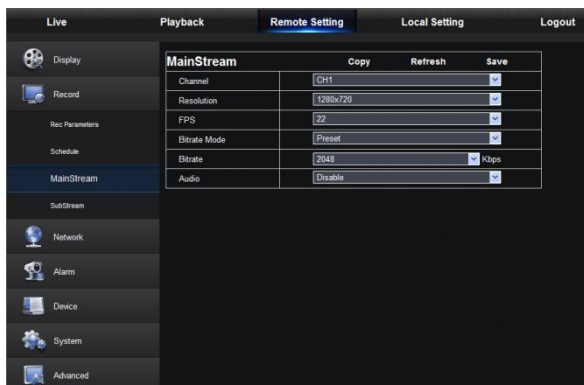 Live Playback Remote Setting Local Setting Logout
Display
Record
Rec Parameters
Schedule
MainStream
SubStream
Network
Alarm
Device
System
Advanced
MainStream Copy Refresh Save
Channel CH1
Resolution 1280x720
FPS 22
Bitrate Mode Preset
Bitrate 2048 Kbps
Audio Disable